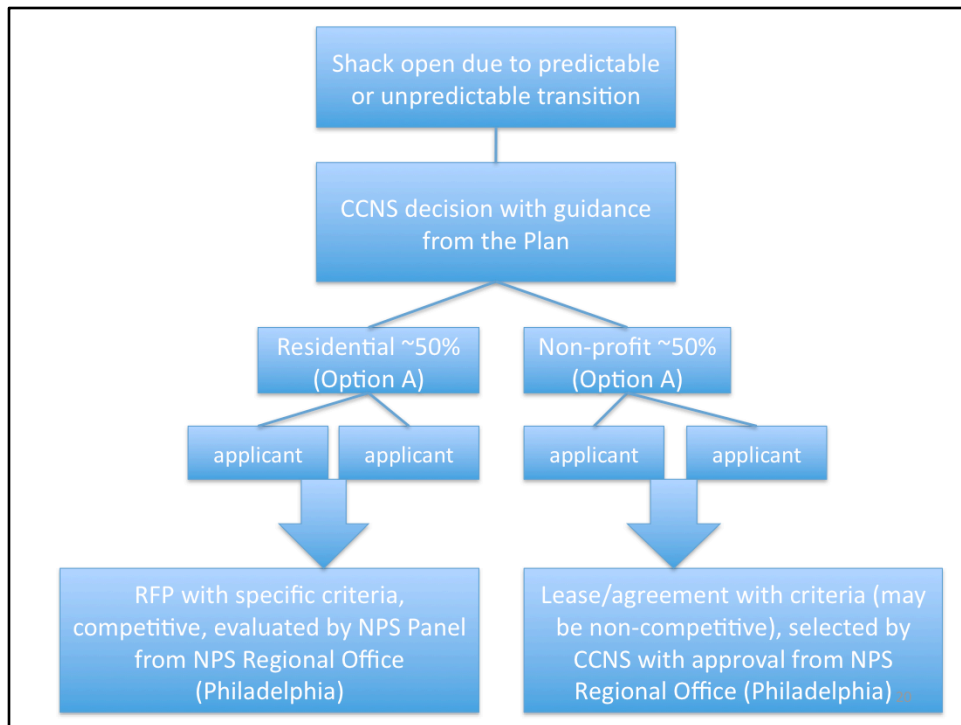 Shack open due to predictable
or unpredictable transition
CCNS decision with guidance
from the Plan
Residential ~50%
(Option A)
Non-profit ~50%
(Option A)
applicant
applicant
applicant
applicant
RFP with specific criteria,
competitive, evaluated by NPS Panel
from NPS Regional Office
(Philadelphia)
Lease/agreement with criteria (may
be non-competitive), selected by
CCNS with approval from NPS
Regional Office (Philadelphia)